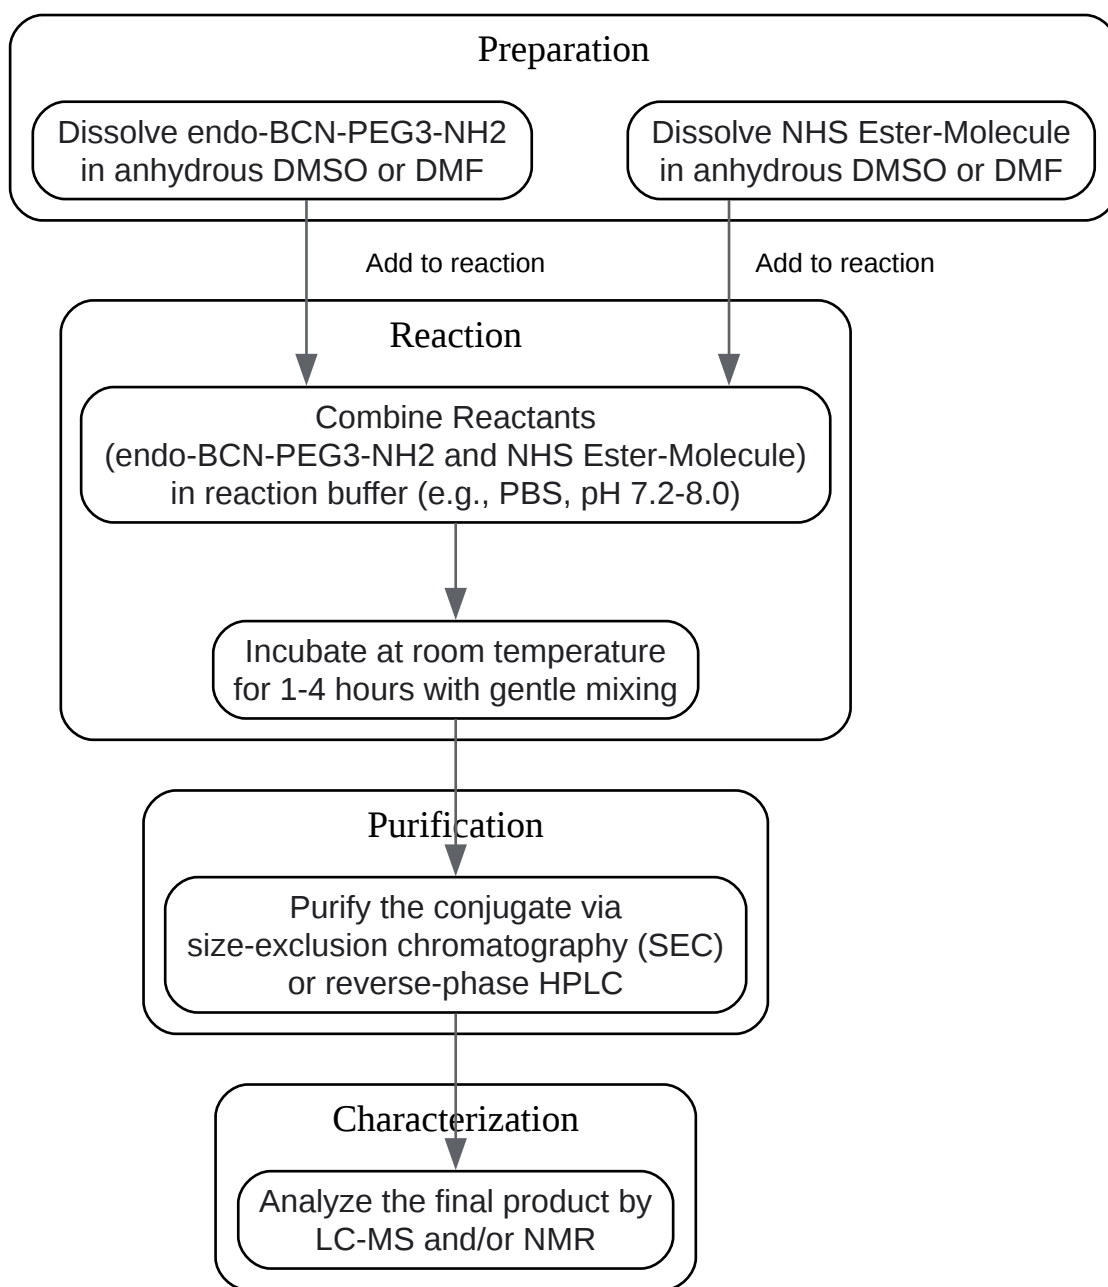 Preparation
Dissolve endo-BCN-PEG3-NH2
in anhydrous DMSO or DMF
Dissolve NHS Ester-Molecule
in anhydrous DMSO or DMF
Add to reaction
Add to reaction
Reaction
Combine Reactants
(endo-BCN-PEG3-NH2 and NHS Ester-Molecule)
in reaction buffer (e.g., PBS, pH 7.2-8.0)
Incubate at room temperature
for 1-4 hours with gentle mixing
Purification
Purify the conjugate via
size-exclusion chromatography (SEC)
or reverse-phase HPLC
Characterization
Analyze the final product by
LC-MS and/or NMR